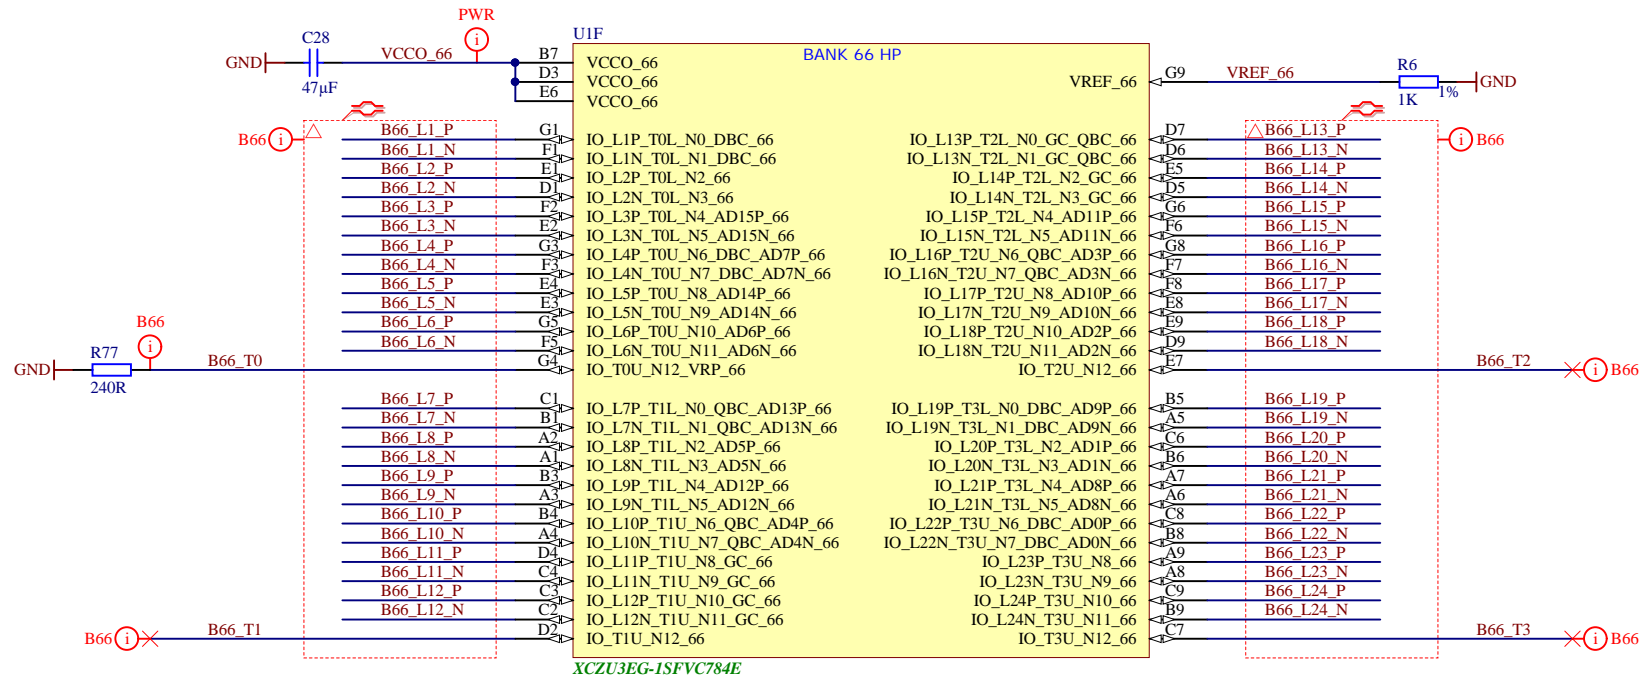 PWR
i
U1F
C28
GND
47µF
VCCO_66
B7
D3
E6
VCCO_66
VCCO_66
VCCO_66
BANK 66 HP
VREF_66
G9
VREF_66
R6
1K
1%
GND
B66 i
i B66
B66_L1_P G1 IO_L1P_T0L_N0_DBC_66
B66_L1_N F1 IO_L1N_T0L_N1_DBC_66
B66_L2_P E1 IO_L2P_T0L_N2_66
B66_L2_N D1 IO_L2N_T0L_N3_66
B66_L3_P F2 IO_L3P_T0L_N4_AD15P_66
B66_L3_N E2 IO_L3N_T0L_N5_AD15N_66
B66_L4_P G3 IO_L4P_T0U_N6_DBC_AD7P_66
B66_L4_N F3 IO_L4N_T0U_N7_DBC_AD7N_66
B66_L5_P E4 IO_L5P_T0U_N8_AD14P_66
B66_L5_N E3 IO_L5N_T0U_N9_AD14N_66
B66_L6_P G5 IO_L6P_T0U_N10_AD6P_66
B66_L6_N F5 IO_L6N_T0U_N11_AD6N_66
B66
i
GND
R77
240R
B66_T0 G4 IO_T0U_N12_VRP_66
B66_L7_P C1 IO_L7P_T1L_N0_QBC_AD13P_66
B66_L7_N B1 IO_L7N_T1L_N1_QBC_AD13N_66
B66_L8_P A2 IO_L8P_T1L_N2_AD5P_66
B66_L8_N A1 IO_L8N_T1L_N3_AD5N_66
B66_L9_P B3 IO_L9P_T1L_N4_AD12P_66
B66_L9_N A3 IO_L9N_T1L_N5_AD12N_66
B66_L10_P B4 IO_L10P_T1U_N6_QBC_AD4P_66
B66_L10_N A4 IO_L10N_T1U_N7_QBC_AD4N_66
B66_L11_P D4 IO_L11P_T1U_N8_GC_66
B66_L11_N C4 IO_L11N_T1U_N9_GC_66
B66_L12_P C3 IO_L12P_T1U_N10_GC_66
B66_L12_N C2 IO_L12N_T1U_N11_GC_66
B66 i B66_T1 D2 IO_T1U_N12_66
IO_L13P_T2L_N0_GC_QBC_66 D7 B66_L13_P
IO_L13N_T2L_N1_GC_QBC_66 D6 B66_L13_N
IO_L14P_T2L_N2_GC_66 E5 B66_L14_P
IO_L14N_T2L_N3_GC_66 D5 B66_L14_N
IO_L15P_T2L_N4_AD11P_66 G6 B66_L15_P
IO_L15N_T2L_N5_AD11N_66 F6 B66_L15_N
IO_L16P_T2U_N6_QBC_AD3P_66 G8 B66_L16_P
IO_L16N_T2U_N7_QBC_AD3N_66 F7 B66_L16_N
IO_L17P_T2U_N8_AD10P_66 F8 B66_L17_P
IO_L17N_T2U_N9_AD10N_66 E8 B66_L17_N
IO_L18P_T2U_N10_AD2P_66 E9 B66_L18_P
IO_L18N_T2U_N11_AD2N_66 D9 B66_L18_N
IO_T2U_N12_66 E7 B66_T2 i B66
IO_L19P_T3L_N0_DBC_AD9P_66 B5 B66_L19_P
IO_L19N_T3L_N1_DBC_AD9N_66 A5 B66_L19_N
IO_L20P_T3L_N2_AD1P_66 C6 B66_L20_P
IO_L20N_T3L_N3_AD1N_66 B6 B66_L20_N
IO_L21P_T3L_N4_AD8P_66 A7 B66_L21_P
IO_L21N_T3L_N5_AD8N_66 A6 B66_L21_N
IO_L22P_T3U_N6_DBC_AD0P_66 C8 B66_L22_P
IO_L22N_T3U_N7_DBC_AD0N_66 B8 B66_L22_N
IO_L23P_T3U_N8_66 A9 B66_L23_P
IO_L23N_T3U_N9_66 A8 B66_L23_N
IO_L24P_T3U_N10_66 C9 B66_L24_P
IO_L24N_T3U_N11_66 B9 B66_L24_N
IO_T3U_N12_66 C7 B66_T3 i B66
XCZU3EG-1SFVC784E